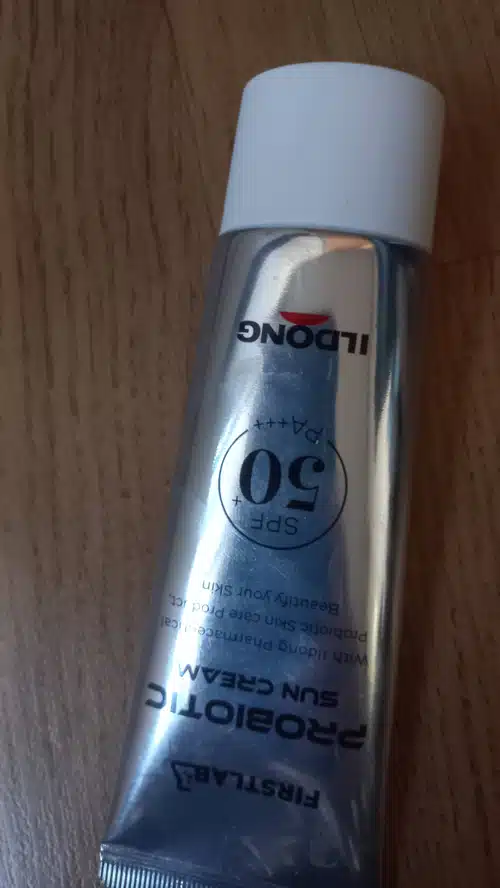 FIRSTLAB
PROBIOTIC
SUN CREAM
With Ildong Pharmaceutical
Probiotic Skin care Product,
Beautify your Skin
SPF
50+
PA+++
ILDONG